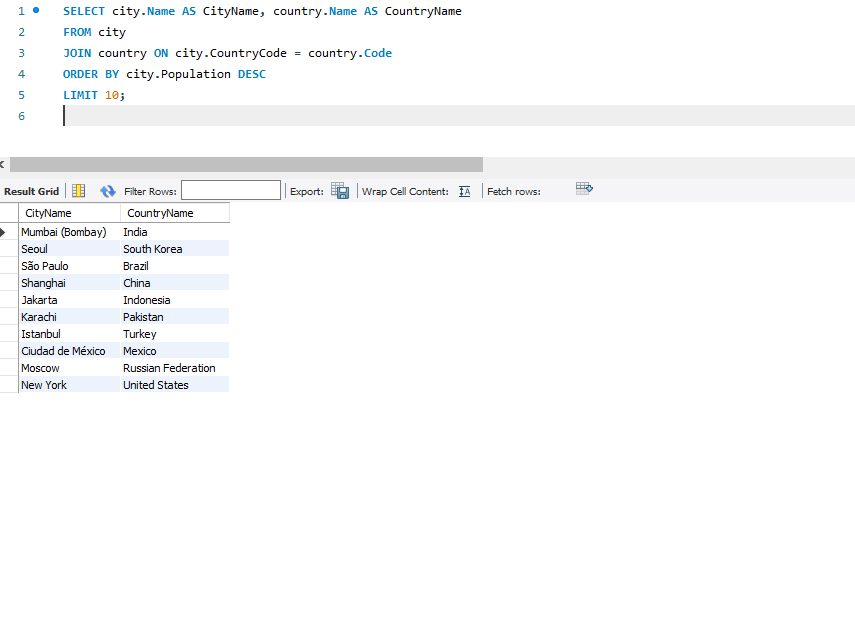 1 SELECT city.Name AS CityName, country.Name AS CountryName
2 FROM city
3 JOIN country ON city.CountryCode = country.Code
4 ORDER BY city.Population DESC
5 LIMIT 10;
6
Result Grid Filter Rows: Export: Wrap Cell Content: Fetch rows:
CityName CountryName
Mumbai (Bombay) India
Seoul South Korea
São Paulo Brazil
Shanghai China
Jakarta Indonesia
Karachi Pakistan
Istanbul Turkey
Ciudad de México Mexico
Moscow Russian Federation
New York United States